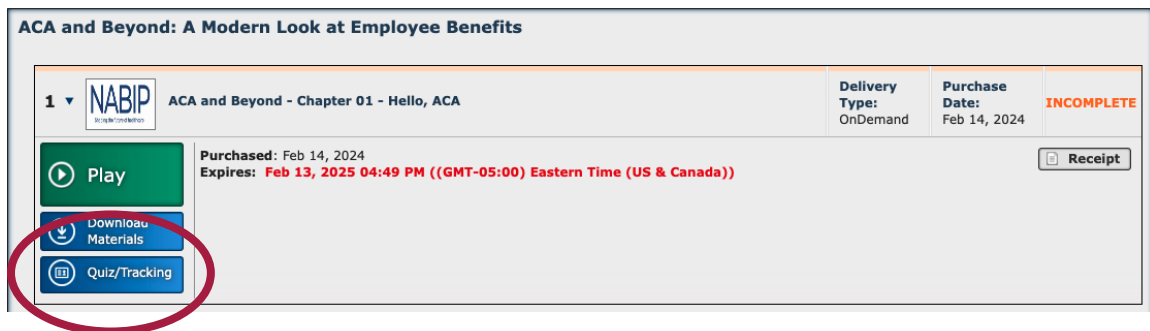 ACA and Beyond: A Modern Look at Employee Benefits
1 NABIP ACA and Beyond - Chapter 01 - Hello, ACA
Delivery Type: OnDemand
Purchase Date: Feb 14, 2024
INCOMPLETE
Play
Purchased: Feb 14, 2024
Expires: Feb 13, 2025 04:49 PM ((GMT-05:00) Eastern Time (US & Canada))
Receipt
Download
Materials
Quiz/Tracking